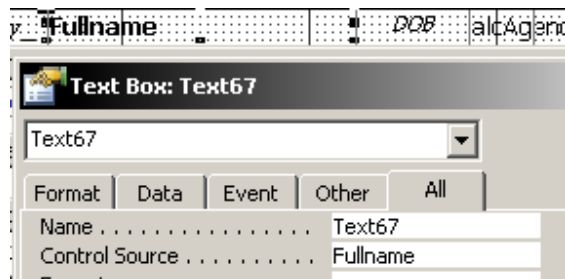 Fullname DOB
Text Box: Text67
Text67
Format Data Event Other All
Name . . . . . . . . . . . . . . . . Text67
Control Source . . . . . . . . . . Fullname